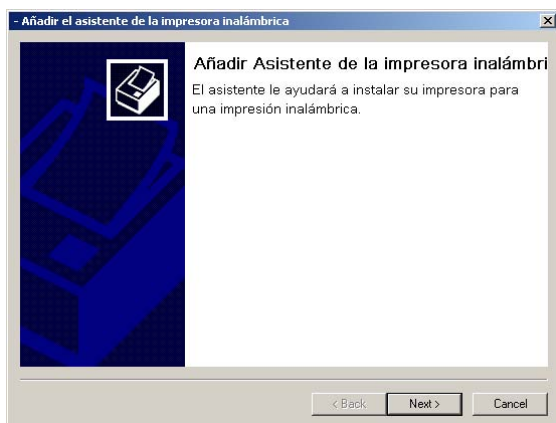 - Añadir el asistente de la impresora inalámbrica
Añadir Asistente de la impresora inalámbri
El asistente le ayudará a instalar su impresora para
una impresión inalámbrica.
< Back Next > Cancel